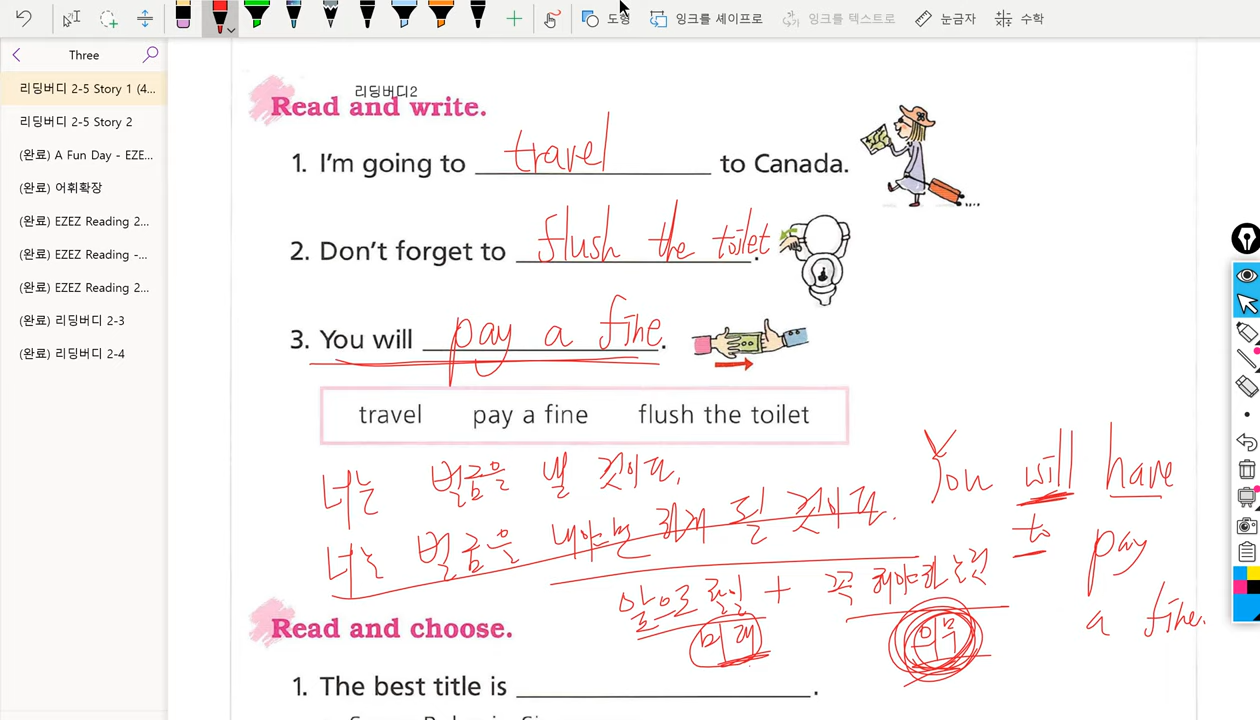 도형
잉크를 셰이프로
잉크를 텍스트로
눈금자
수학
Three
리딩버디 2-5 Story 1 (4...
리딩버디 2-5 Story 2
(완료) A Fun Day - EZE...
(완료) 어휘확장
(완료) EZEZ Reading 2...
(완료) EZEZ Reading -...
(완료) EZEZ Reading 2...
(완료) 리딩버디 2-3
(완료) 리딩버디 2-4
리딩버디2
Read and write.
1. I'm going to travel to Canada.
2. Don't forget to flush the toilet.
3. You will pay a fine.
travel pay a fine flush the toilet
너는 벌금을 낼 것이다.
너는 벌금을 내야만 하게 될 것이다.
앞으로 할일 + 꼭 해야하는것
미래 의무
You will have
to pay
a fine.
Read and choose.
1. The best title is .